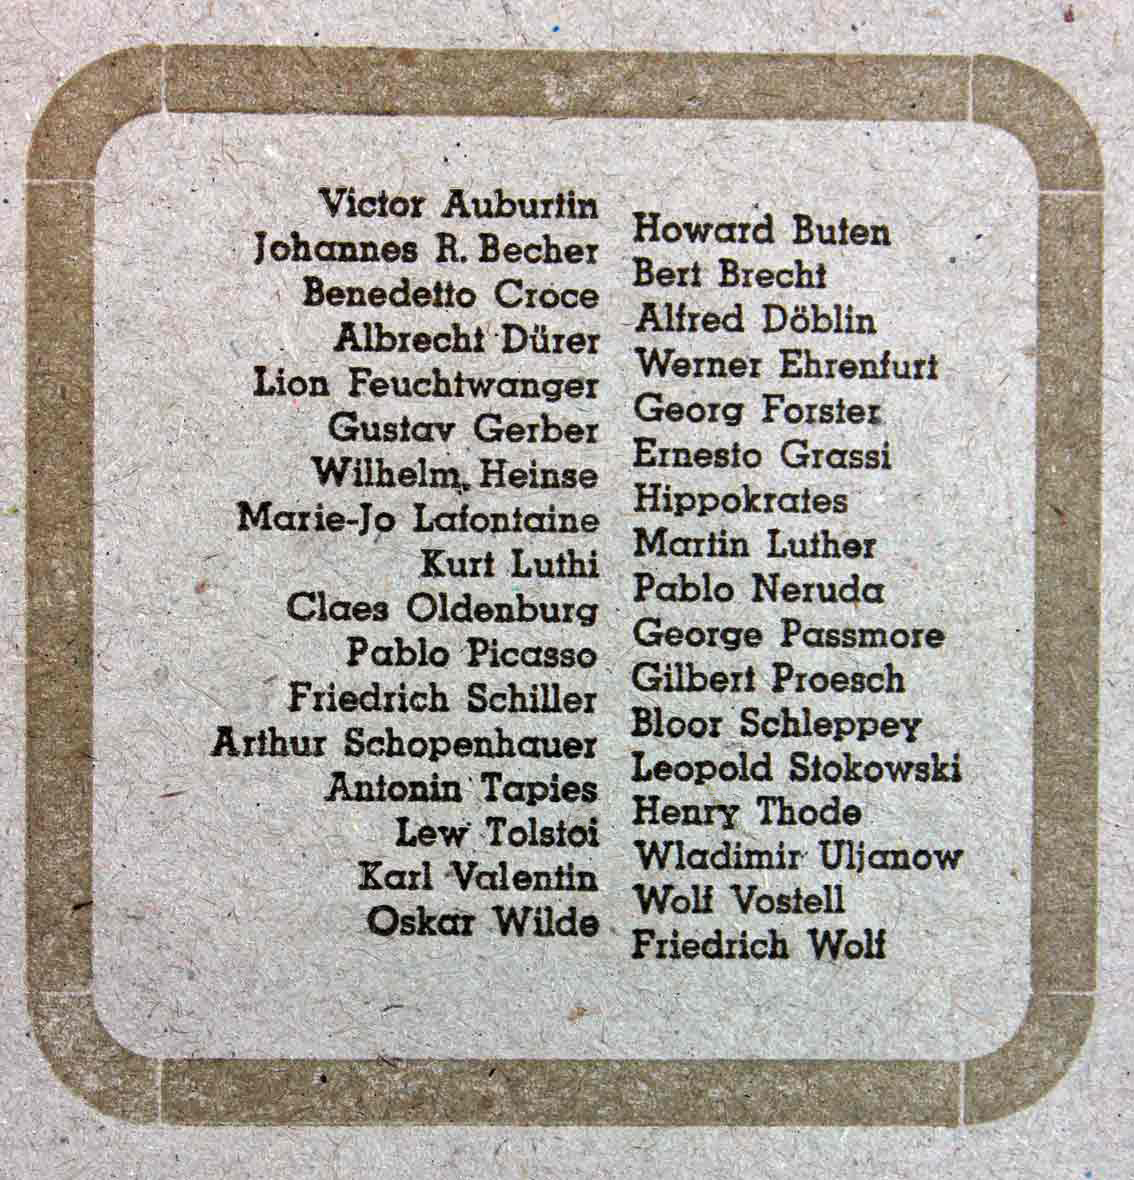 Victor Auburtin
Howard Buten
Johannes R. Becher
Bert Brecht
Benedetto Croce
Alfred Döblin
Albrecht Dürer
Werner Ehrenfurt
Lion Feuchtwanger
Georg Forster
Gustav Gerber
Ernesto Grassi
Wilhelm Heinse
Hippokrates
Marie-Jo Lafontaine
Martin Luther
Kurt Luthi
Pablo Neruda
Claes Oldenburg
George Passmore
Pablo Picasso
Gilbert Proesch
Friedrich Schiller
Bloor Schleppey
Arthur Schopenhauer
Leopold Stokowski
Antonin Tapies
Henry Thode
Lew Tolstoi
Wladimir Uljanow
Karl Valentin
Wolf Vostell
Oskar Wilde
Friedrich Wolf